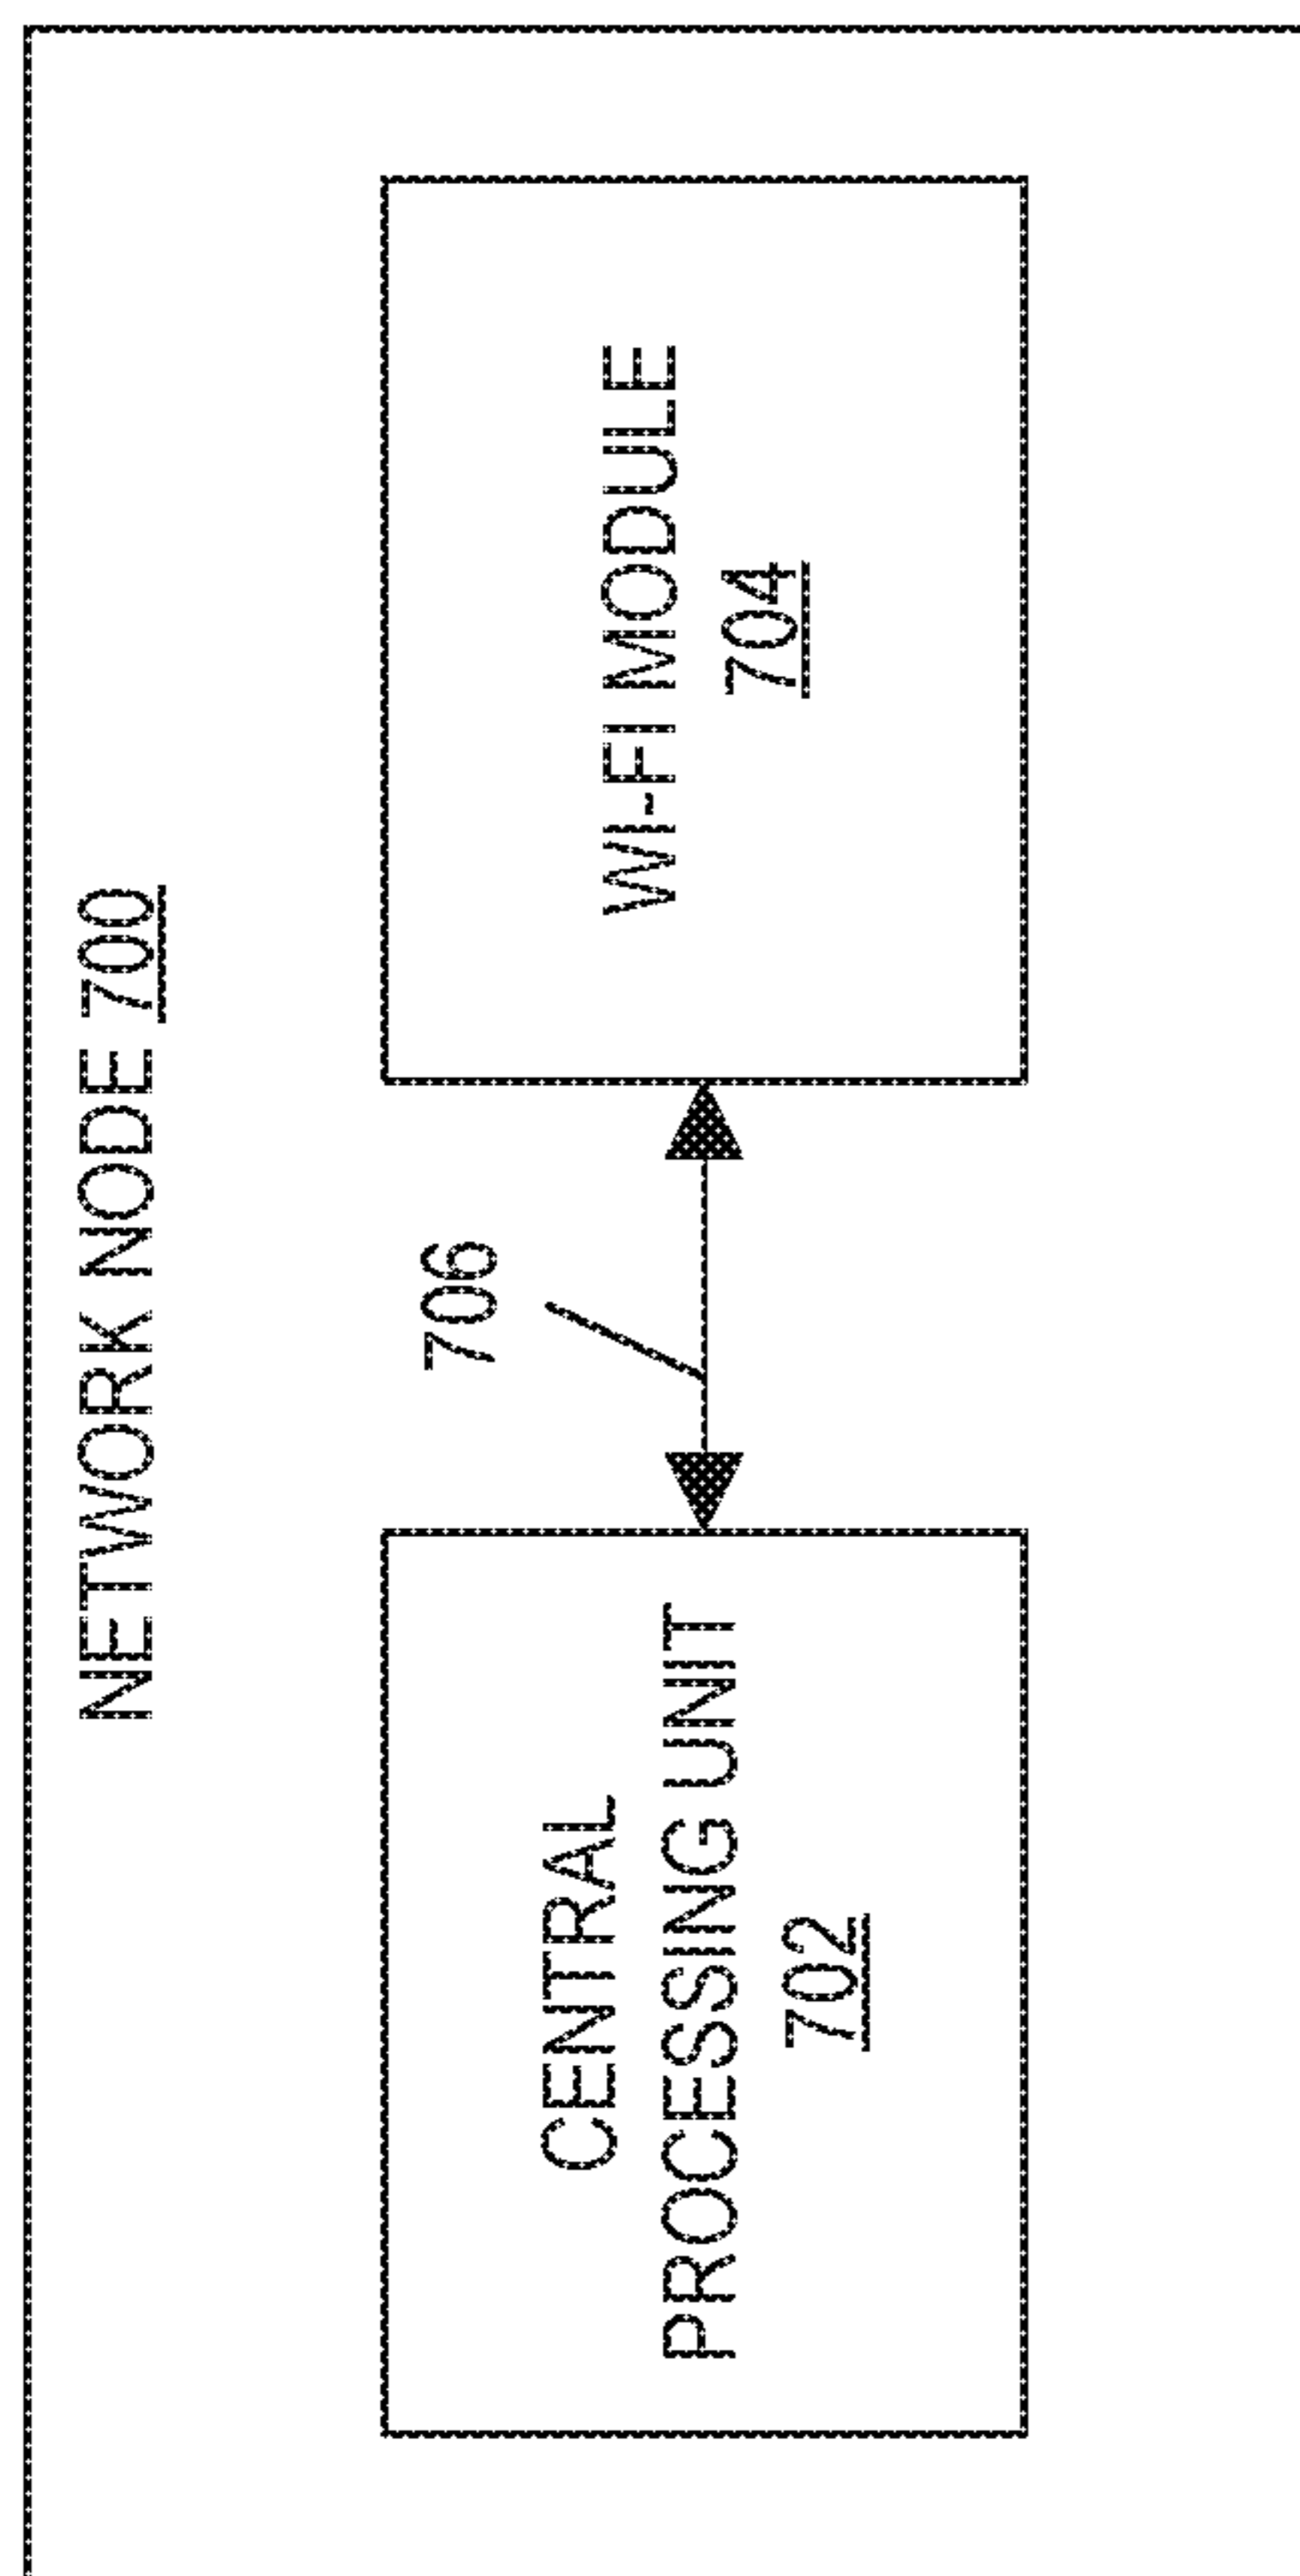 NETWORK NODE 700
CENTRAL
PROCESSING UNIT
702
706
WI-FI MODULE
704